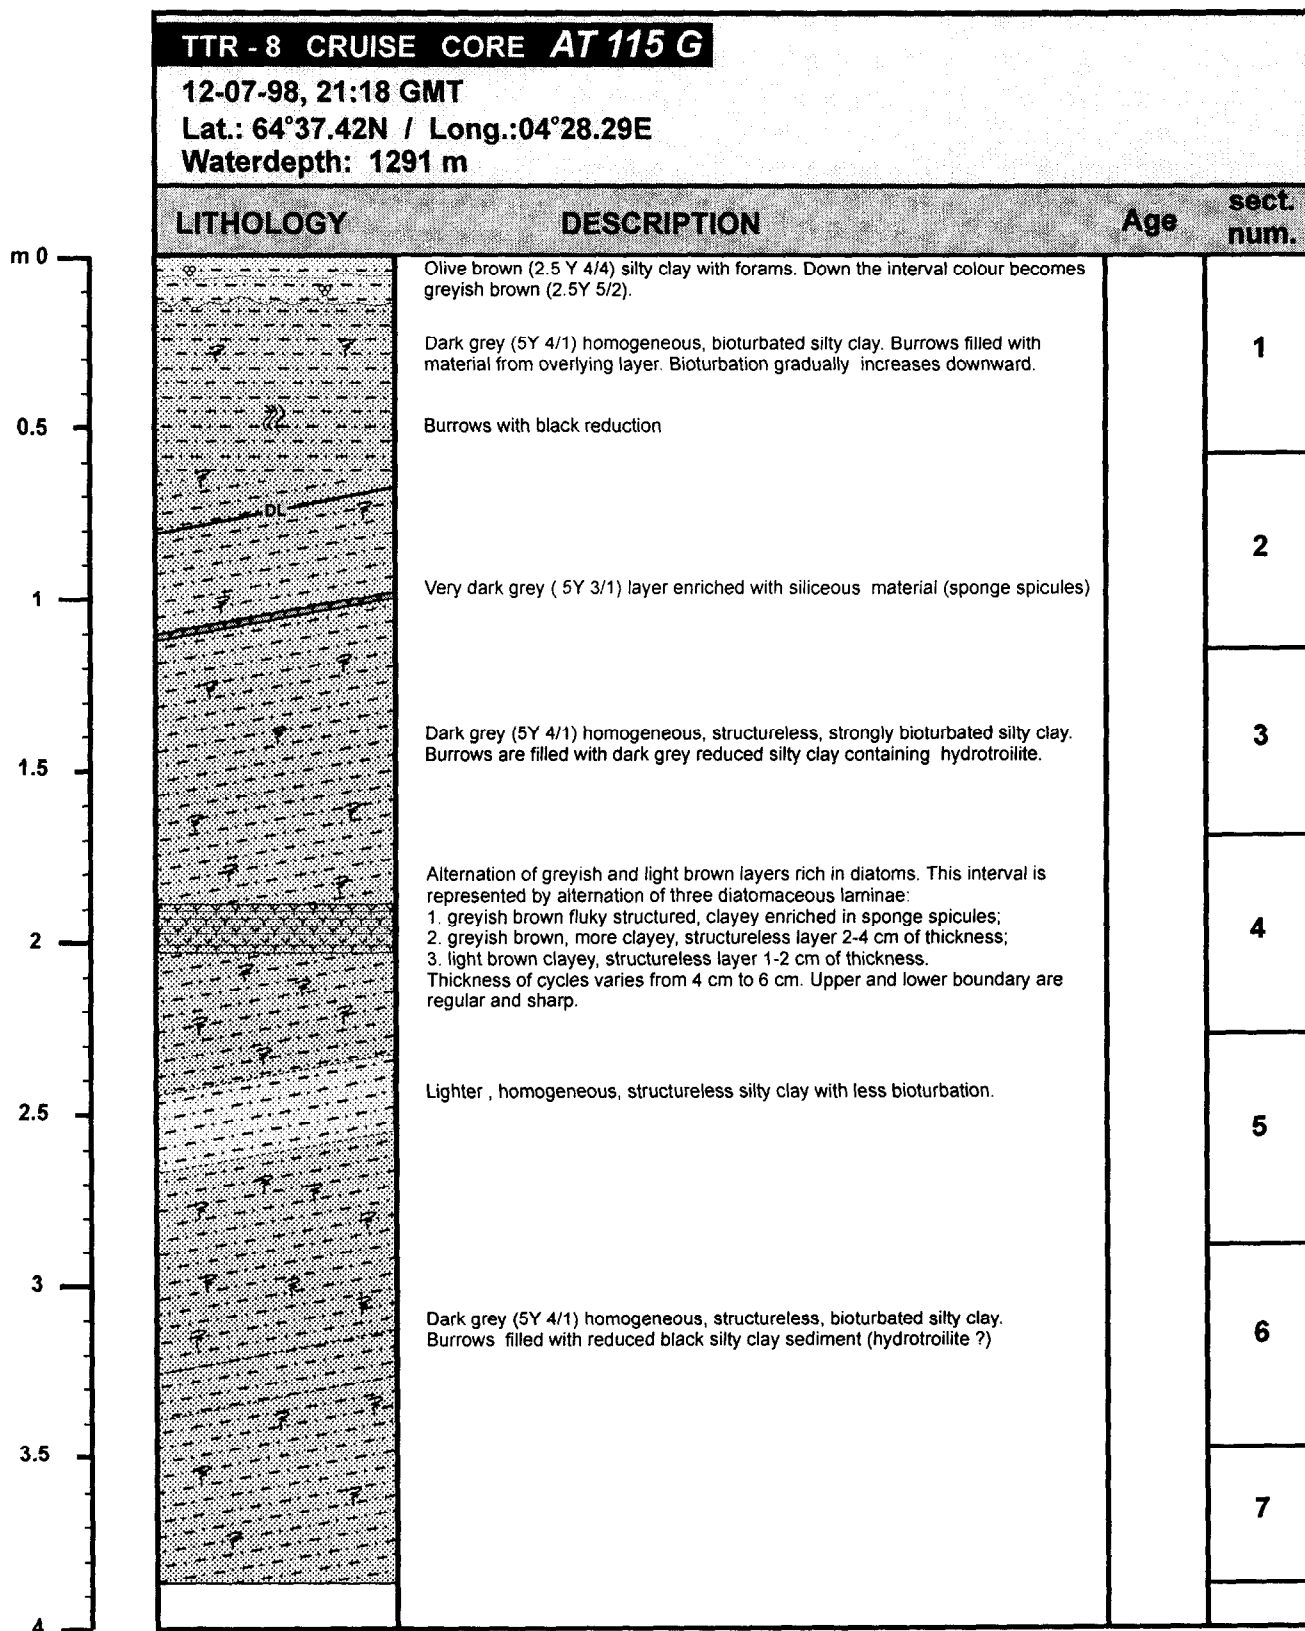 TTR - 8 CRUISE CORE AT 115 G
12-07-98, 21:18 GMT
Lat.: 64°37.42N / Long.:04°28.29E
Waterdepth: 1291 m
LITHOLOGY DESCRIPTION Age sect. num.
m 0
Olive brown (2.5 Y 4/4) silty clay with forams. Down the interval colour becomes
greyish brown (2.5Y 5/2).
Dark grey (5Y 4/1) homogeneous, bioturbated silty clay. Burrows filled with
material from overlying layer. Bioturbation gradually increases downward.
1
0.5
Burrows with black reduction
DL
2
1
Very dark grey ( 5Y 3/1) layer enriched with siliceous material (sponge spicules)
Dark grey (5Y 4/1) homogeneous, structureless, strongly bioturbated silty clay.
Burrows are filled with dark grey reduced silty clay containing hydrotroilite.
3
1.5
Alternation of greyish and light brown layers rich in diatoms. This interval is
represented by alternation of three diatomaceous laminae:
1. greyish brown fluky structured, clayey enriched in sponge spicules;
2. greyish brown, more clayey, structureless layer 2-4 cm of thickness;
3. light brown clayey, structureless layer 1-2 cm of thickness.
Thickness of cycles varies from 4 cm to 6 cm. Upper and lower boundary are
regular and sharp.
4
2
Lighter , homogeneous, structureless silty clay with less bioturbation.
2.5
5
3
Dark grey (5Y 4/1) homogeneous, structureless, bioturbated silty clay.
Burrows filled with reduced black silty clay sediment (hydrotroilite ?)
6
3.5
7
4